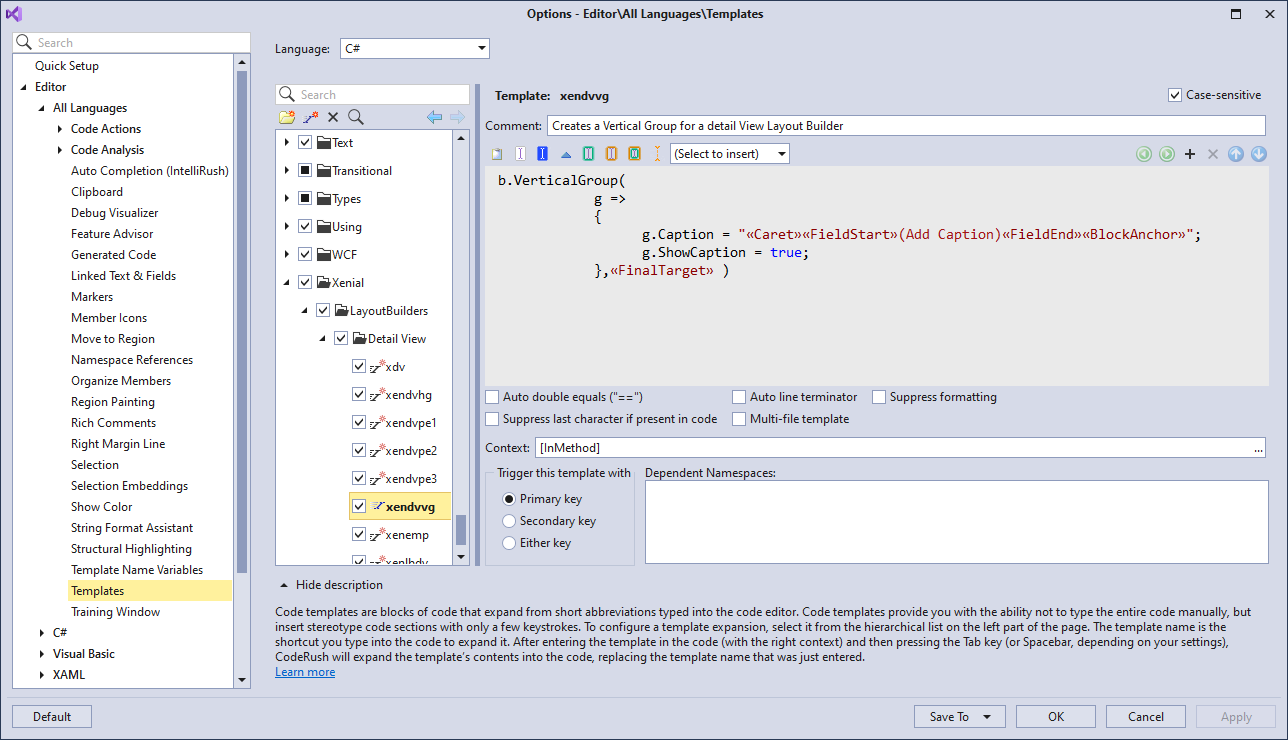 Options - Editor\All Languages\Templates
Search
Quick Setup
Editor
All Languages
Code Actions
Code Analysis
Auto Completion (IntelliRush)
Clipboard
Debug Visualizer
Feature Advisor
Generated Code
Linked Text & Fields
Markers
Member Icons
Move to Region
Namespace References
Organize Members
Region Painting
Rich Comments
Right Margin Line
Selection
Selection Embeddings
Show Color
String Format Assistant
Structural Highlighting
Template Name Variables
Templates
Training Window
C#
Visual Basic
XAML
Language: C#
Search
Text
Transitional
Types
Using
WCF
Xenial
LayoutBuilders
Detail View
xdv
xendvhg
xendvpe1
xendvpe2
xendvpe3
xendvvg
xenemp
xenlhdv
Template: xendvvg
Case-sensitive
Comment: Creates a Vertical Group for a detail View Layout Builder
(Select to insert)
b.VerticalGroup(
g =>
{
g.Caption = "«Caret»«FieldStart»(Add Caption)«FieldEnd»«BlockAnchor»";
g.ShowCaption = true;
},«FinalTarget» )
Auto double equals ("==")
Auto line terminator
Suppress formatting
Suppress last character if present in code
Multi-file template
Context: [InMethod] ...
Trigger this template with
Primary key
Secondary key
Either key
Dependent Namespaces:
Hide description
Code templates are blocks of code that expand from short abbreviations typed into the code editor. Code templates provide you with the ability not to type the entire code manually, but
insert stereotype code sections with only a few keystrokes. To configure a template expansion, select it from the hierarchical list on the left part of the page. The template name is the
shortcut you type into the code to expand it. After entering the template in the code (with the right context) and then pressing the Tab key (or Spacebar, depending on your settings),
CodeRush will expand the template's contents into the code, replacing the template name that was just entered.
Learn more
Default
Save To
OK
Cancel
Apply